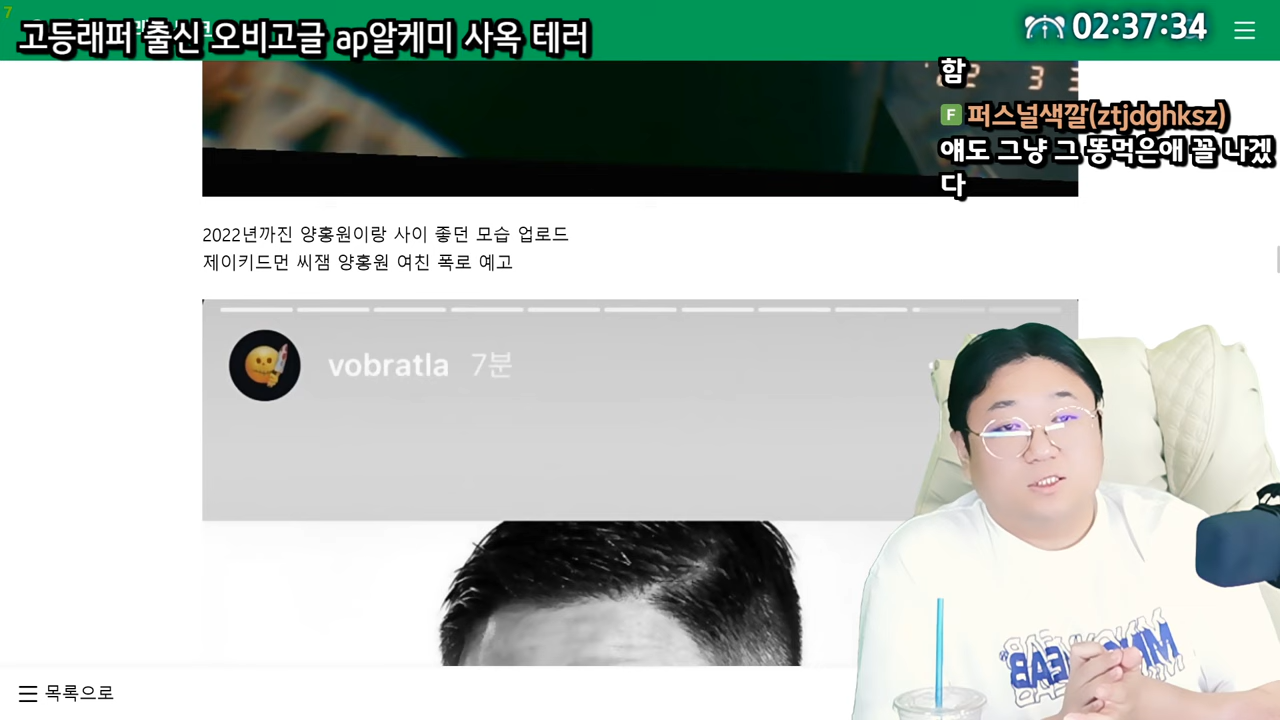 7
고등래퍼 출신 오비고글 ap알케미 사옥 테러
02:37:34
함
F 퍼스널색깔(ztjdghksz)
얘도 그냥 그 똥먹은애 꼴 나겠
다
2022년까진 양홍원이랑 사이 좋던 모습 업로드
제이키드먼 씨잼 양홍원 여친 폭로 예고
vobratla 7분
목록으로